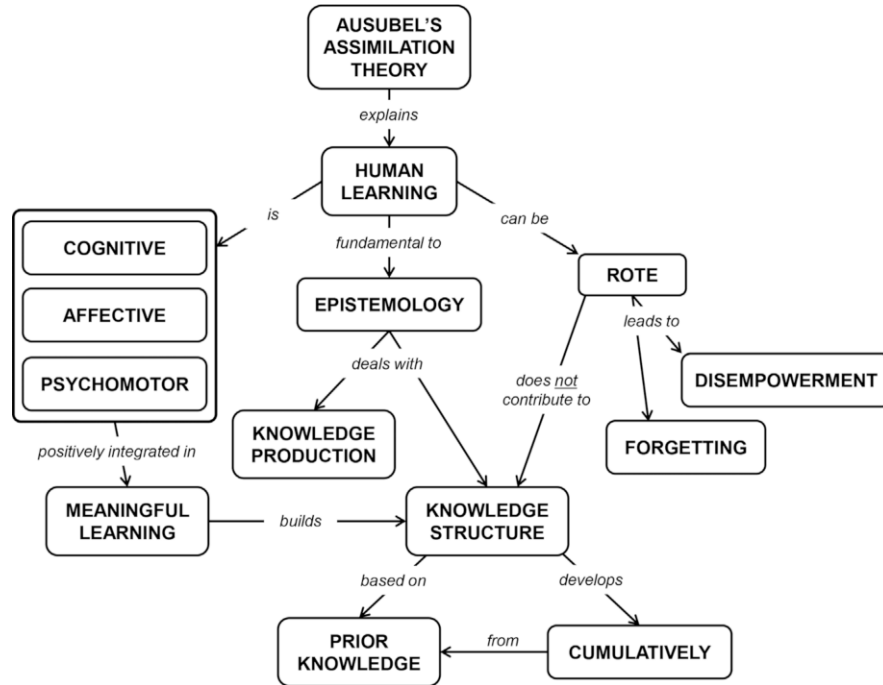 AUSUBEL'S
ASSIMILATION
THEORY
explains
HUMAN
LEARNING
is
fundamental to
can be
COGNITIVE
AFFECTIVE
PSYCHOMOTOR
EPISTEMOLOGY
ROTE
deals with
leads to
does not
contribute to
DISEMPOWERMENT
KNOWLEDGE
PRODUCTION
FORGETTING
positively integrated in
MEANINGFUL
LEARNING
builds
KNOWLEDGE
STRUCTURE
based on
develops
PRIOR
KNOWLEDGE
from
CUMULATIVELY